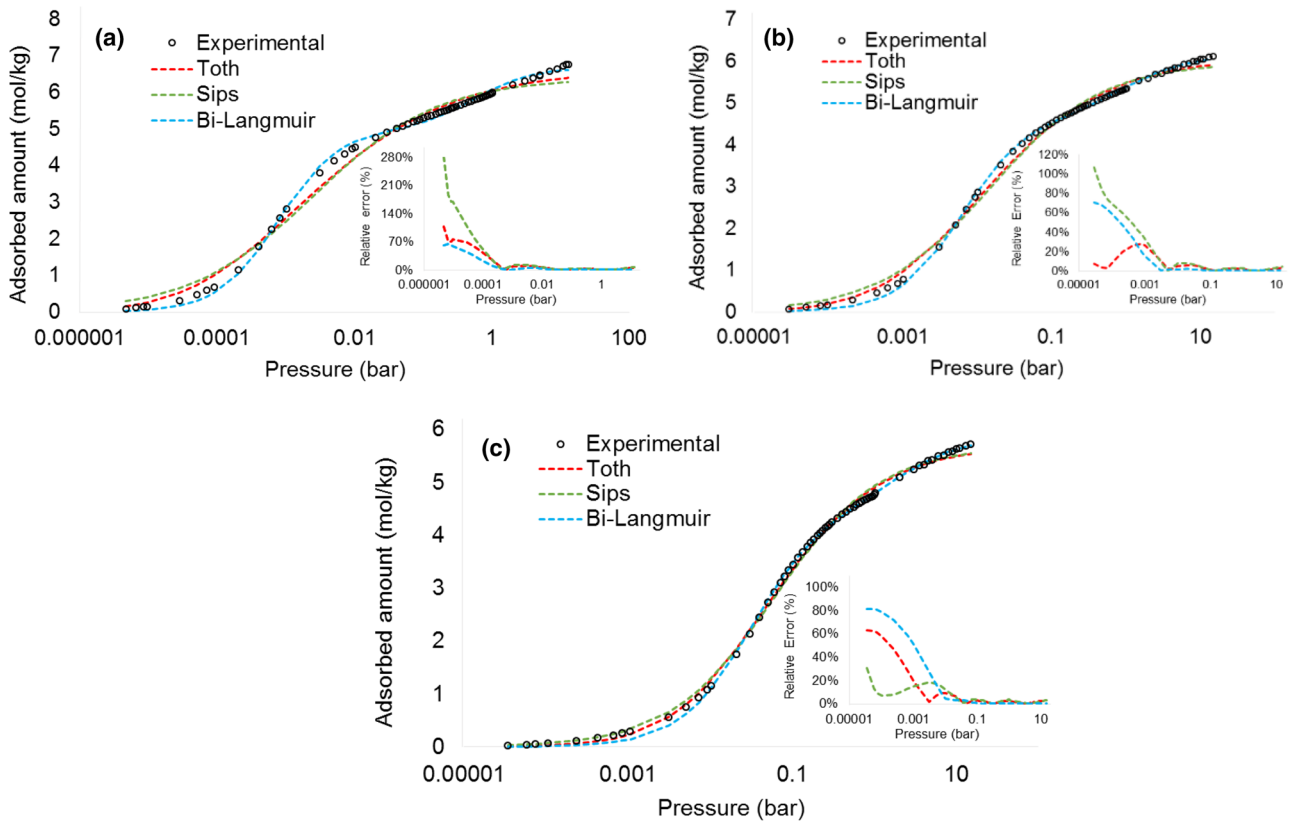 (a)
8
7
6
5
4
3
2
1
0
Adsorbed amount (mol/kg)
Experimental
Toth
Sips
Bi-Langmuir
0.000001
0.0001
0.01
1
100
Pressure (bar)
280%
210%
140%
70%
0%
Relative error (%)
0.000001
0.0001
0.01
1
Pressure (bar)
(b)
7
6
5
4
3
2
1
0
Adsorbed amount (mol/kg)
Experimental
Toth
Sips
Bi-Langmuir
0.00001
0.001
0.1
10
Pressure (bar)
120%
100%
80%
60%
40%
20%
0%
Relative Error (%)
0.00001
0.001
0.1
10
Pressure (bar)
(c)
6
5
4
3
2
1
0
Adsorbed amount (mol/kg)
Experimental
Toth
Sips
Bi-Langmuir
0.00001
0.001
0.1
10
Pressure (bar)
100%
80%
60%
40%
20%
0%
Relative Error (%)
0.00001
0.001
0.1
10
Pressure (bar)